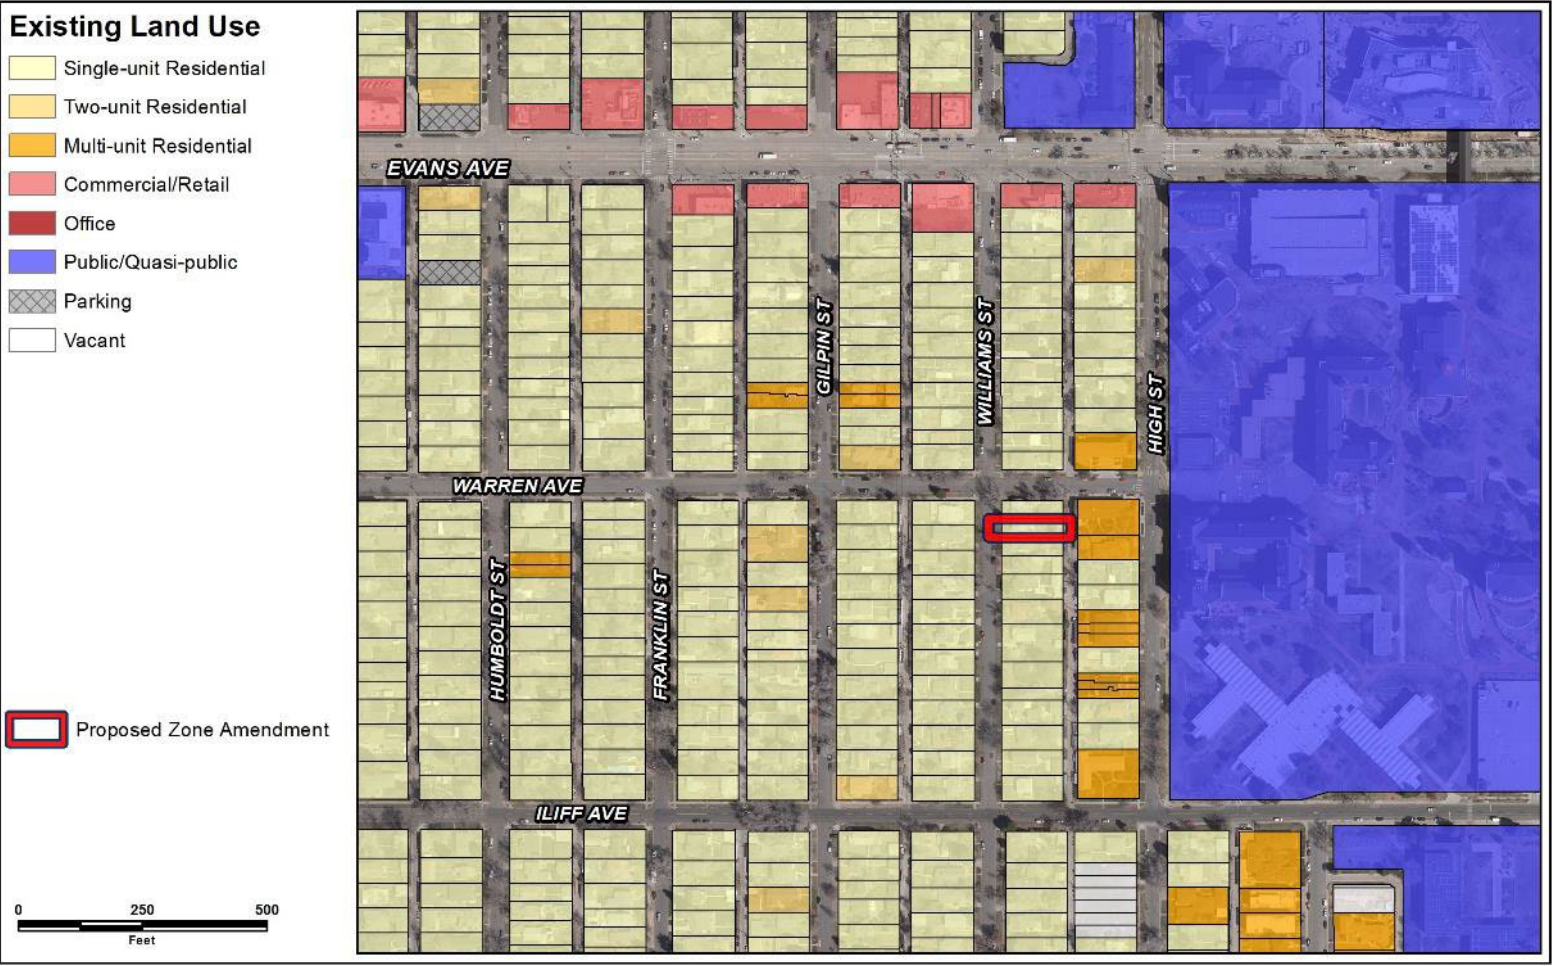 Existing Land Use
Single-unit Residential
Two-unit Residential
Multi-unit Residential
Commercial/Retail
Office
Public/Quasi-public
Parking
Vacant
Proposed Zone Amendment
0 250 500
Feet
EVANS AVE
GILPIN ST
WILLIAMS ST
HIGH ST
WARREN AVE
HUMBOLDT ST
FRANKLIN ST
ILIFF AVE